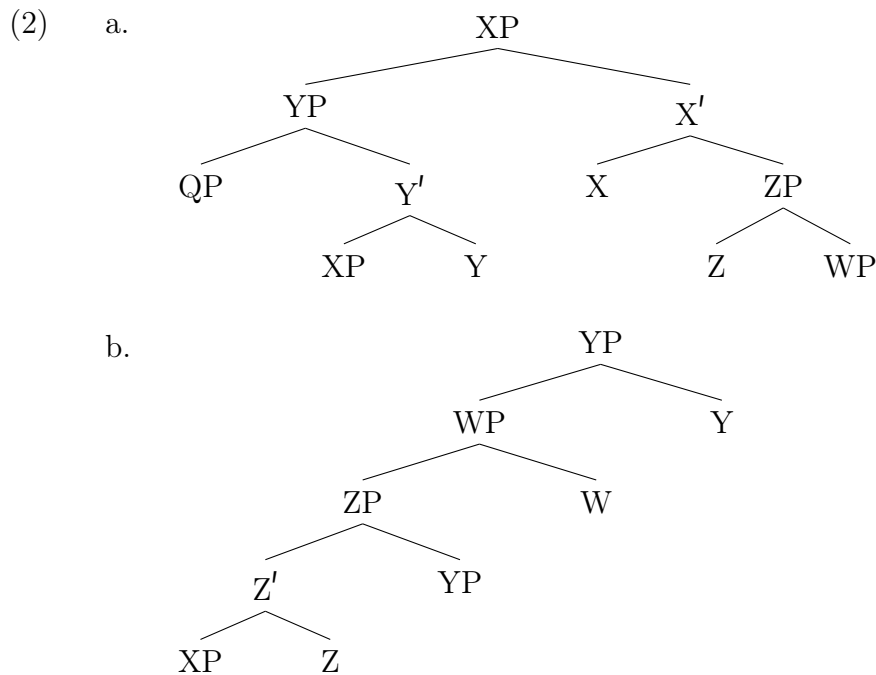 (2) a. XP
YP X′
QP Y′ X ZP
XP Y Z WP
b. YP
WP Y
ZP W
Z′ YP
XP Z